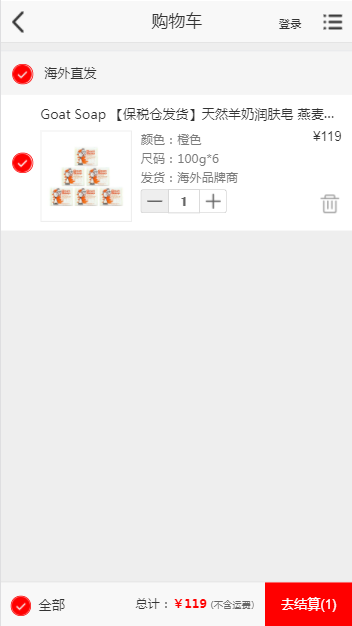 购物车
登录
海外直发
Goat Soap 【保税仓发货】天然羊奶润肤皂 燕麦...
¥119
颜色：橙色
尺码：100g*6
发货：海外品牌商
1
全部
总计：¥119 (不含运费)
去结算(1)